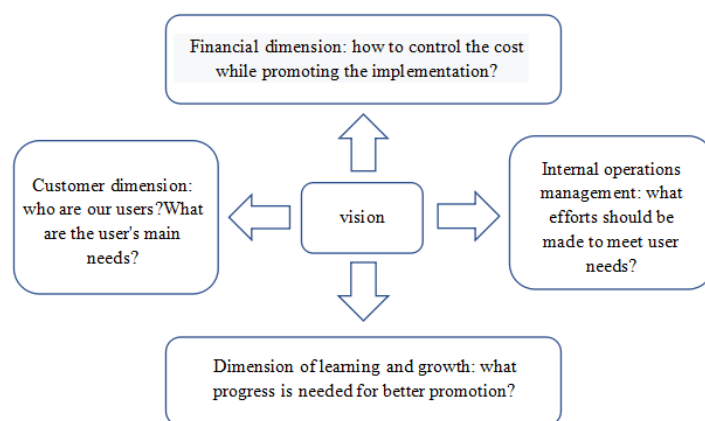 Financial dimension: how to control the cost
while promoting the implementation?
Customer dimension:
who are our users?What
are the user's main
needs?
vision
Internal operations
management: what
efforts should be
made to meet user
needs?
Dimension of learning and growth: what
progress is needed for better promotion?